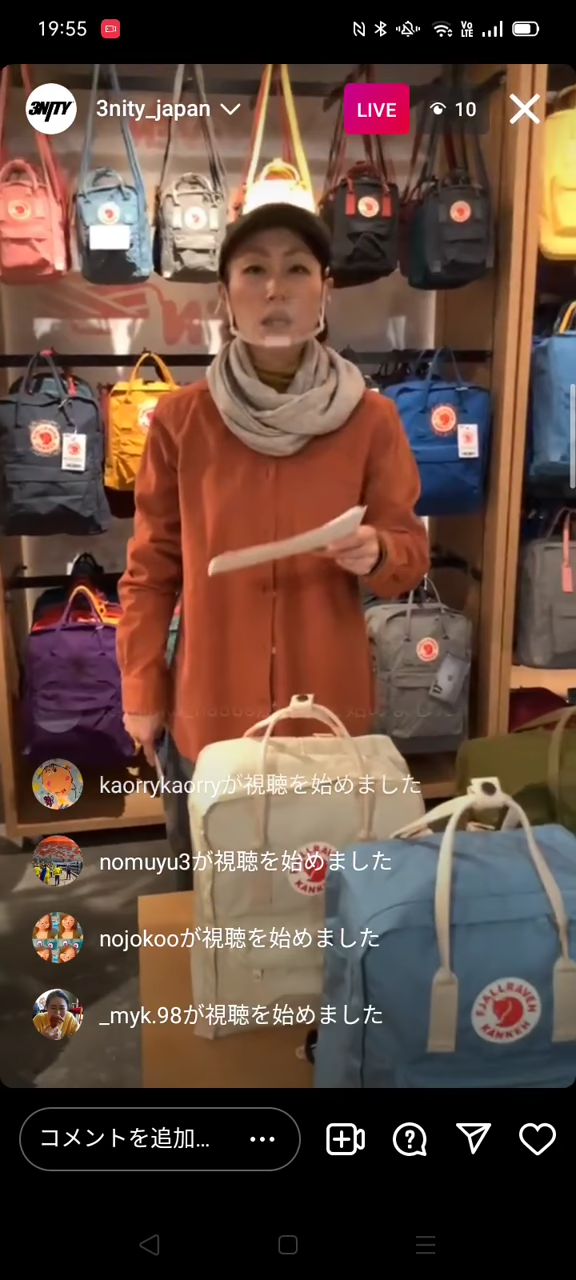 19:55
VO
LTE
3NITY
3nity_japan
LIVE
10
kaorrykaorryが視聴を始めました
nomuyu3が視聴を始めました
nojokooが視聴を始めました
_myk.98が視聴を始めました
FJÄLLRÄVEN
KÅNKEN
コメントを追加...